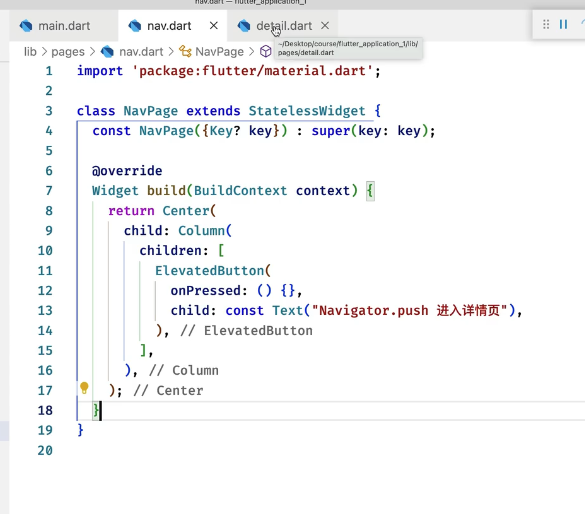 nav.dart — flutter_application_1
main.dart
nav.dart
detail.dart
lib > pages > nav.dart > NavPage >
~/Desktop/course/flutter_application_1/lib/
pages/detail.dart
1 import 'package:flutter/material.dart';
2
3 class NavPage extends StatelessWidget {
4 const NavPage({Key? key}) : super(key: key);
5
6 @override
7 Widget build(BuildContext context) {
8 return Center(
9 child: Column(
10 children: [
11 ElevatedButton(
12 onPressed: () {},
13 child: const Text("Navigator.push 进入详情页"),
14 ), // ElevatedButton
15 ],
16 ), // Column
17 ); // Center
18 }
19 }
20